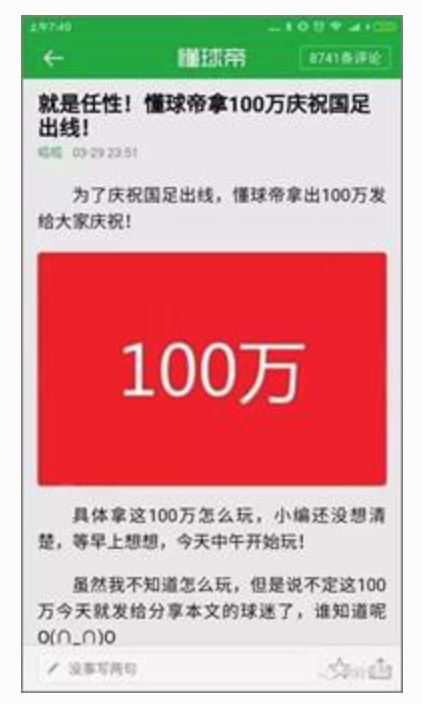 上午7:49
懂球帝
8741条评论
就是任性！懂球帝拿100万庆祝国足
出线！
03-29 23:51
为了庆祝国足出线，懂球帝拿出100万发
给大家庆祝！
100万
具体拿这100万怎么玩，小编还没想清
楚，等早上想想，今天中午开始玩！
虽然我不知道怎么玩，但是说不定这100
万今天就发给分享本文的球迷了，谁知道呢
O(∩_∩)O
没事写两句